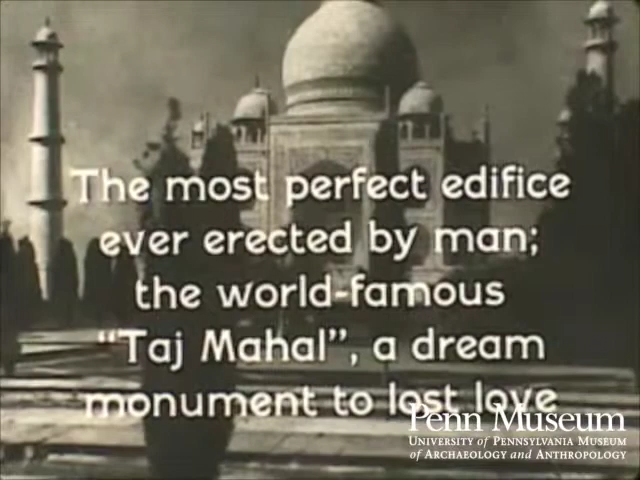 The most perfect edifice
ever erected by man;
the world-famous
"Taj Mahal", a dream
monument to lost love
Penn Museum
University of Pennsylvania Museum
of Archaeology and Anthropology